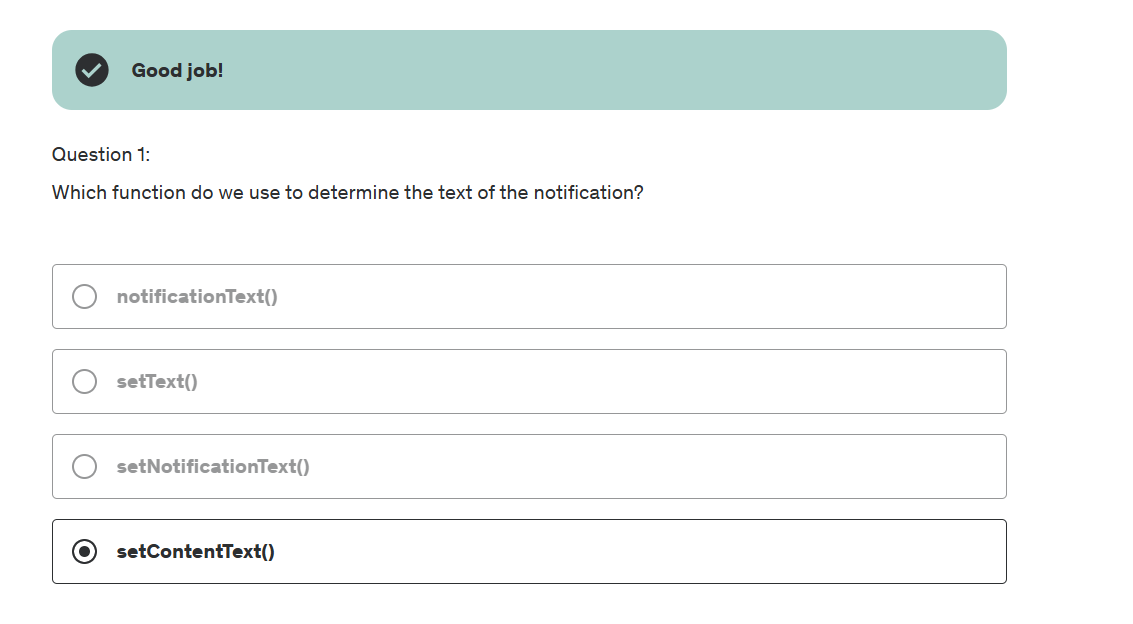 Good job!
Question 1:
Which function do we use to determine the text of the notification?
notificationText()
setText()
setNotificationText()
setContentText()